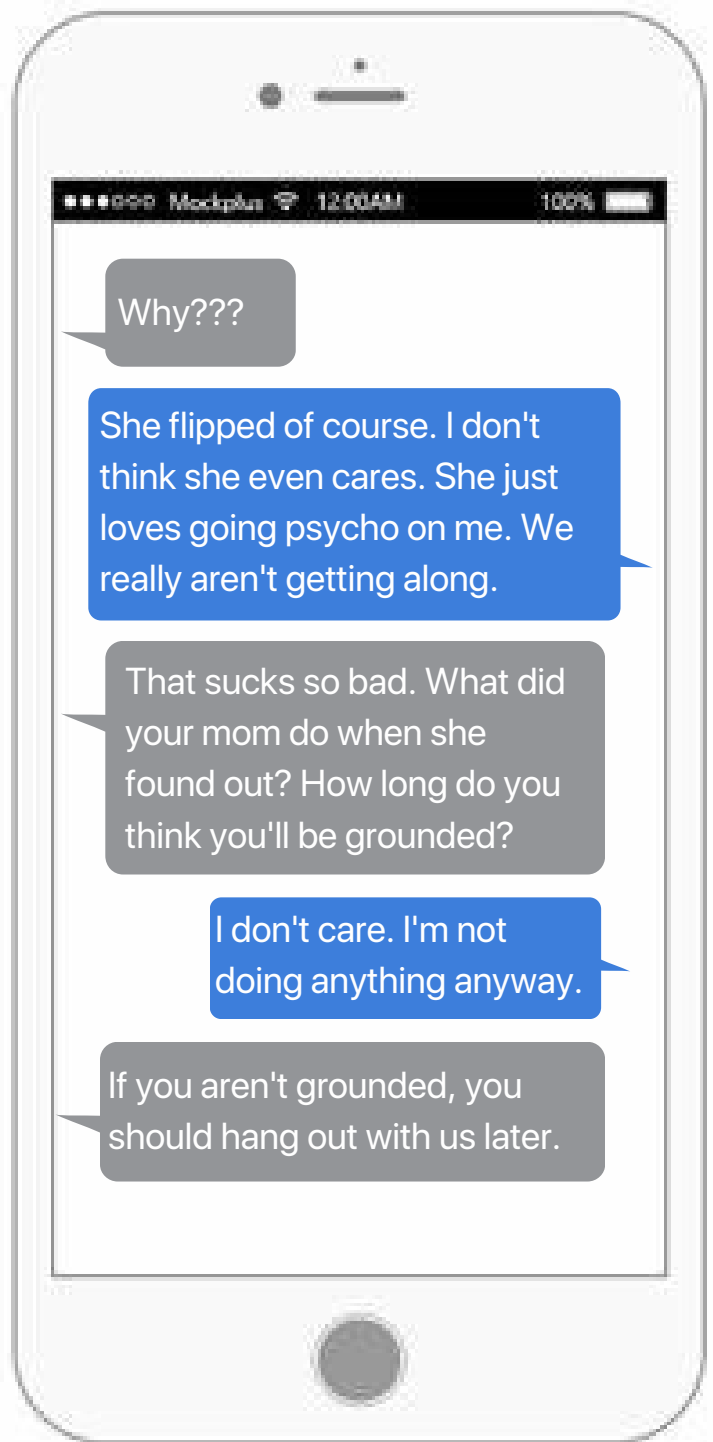 Mockplus 12:00AM 100%
Why???
She flipped of course. I don't
think she even cares. She just
loves going psycho on me. We
really aren't getting along.
That sucks so bad. What did
your mom do when she
found out? How long do you
think you'll be grounded?
I don't care. I'm not
doing anything anyway.
If you aren't grounded, you
should hang out with us later.